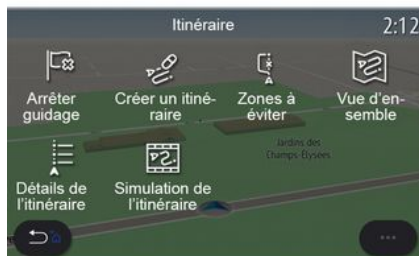 Itinéraire 2:12
Arrêter
guidage
Créer un itiné-
raire
Zones à
éviter
Vue d'en-
semble
Jardins des
Champs-Élysées
Détails de
l'itinéraire
Simulation de
l'itinéraire